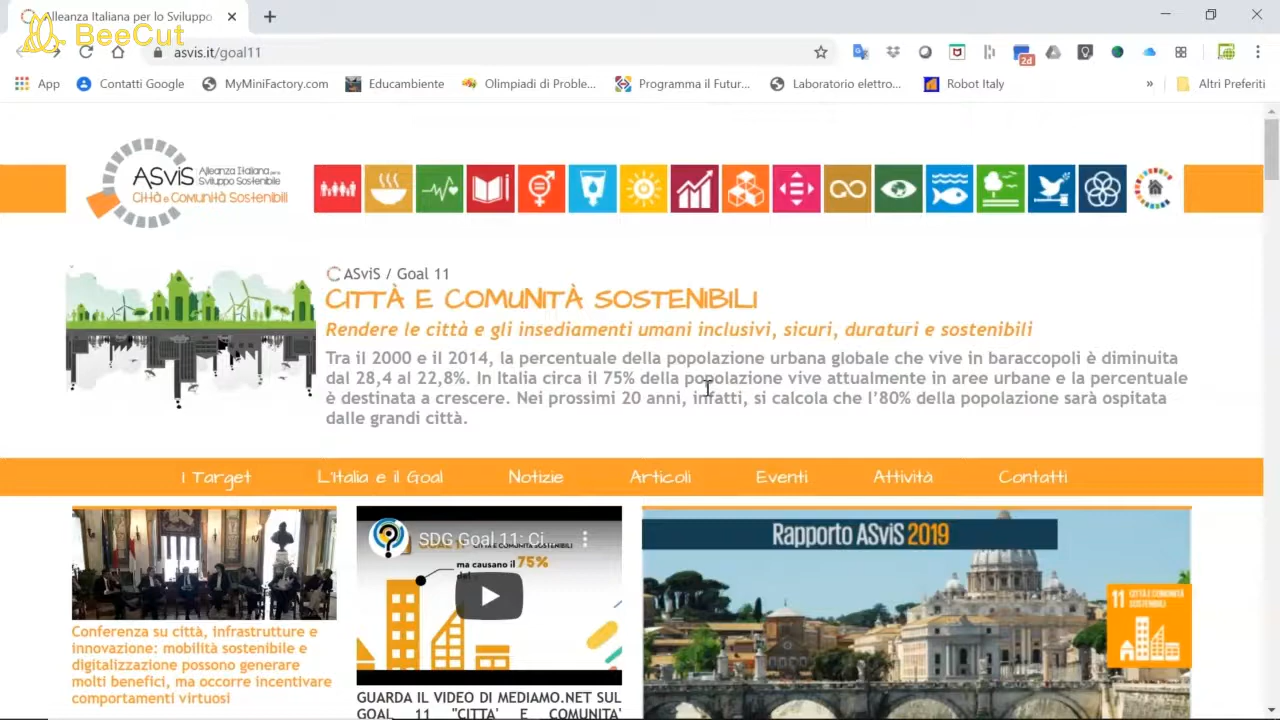 Alleanza Italiana per lo Sviluppo
BeeCut
asvis.it/goal11
2d
App
Contatti Google
MyMiniFactory.com
Educambiente
Olimpiadi di Proble...
Programma il Futur...
Laboratorio elettro...
Robot Italy
»
Altri Preferiti
ASviS Alleanza Italiana per lo
Sviluppo Sostenibile
Città e Comunità Sostenibili
ASviS / Goal 11
CITTÀ E COMUNITÀ SOSTENIBILI
Rendere le città e gli insediamenti umani inclusivi, sicuri, duraturi e sostenibili
Tra il 2000 e il 2014, la percentuale della popolazione urbana globale che vive in baraccopoli è diminuita
dal 28,4 al 22,8%. In Italia circa il 75% della popolazione vive attualmente in aree urbane e la percentuale
è destinata a crescere. Nei prossimi 20 anni, infatti, si calcola che l’80% della popolazione sarà ospitata
dalle grandi città.
I Target
L'Italia e il Goal
Notizie
Articoli
Eventi
Attività
Contatti
Conferenza su città, infrastrutture e
innovazione: mobilità sostenibile e
digitalizzazione possono generare
molti benefici, ma occorre incentivare
comportamenti virtuosi
SDG Goal 11: Ci...
CITTÀ E COMUNITÀ SOSTENIBILI
ma causano il 75%
GUARDA IL VIDEO DI MEDIAMO.NET SUL
GOAL 11 "CITTA' E COMUNITA'
Rapporto ASviS 2019
11 CITTÀ E COMUNITÀ
SOSTENIBILI